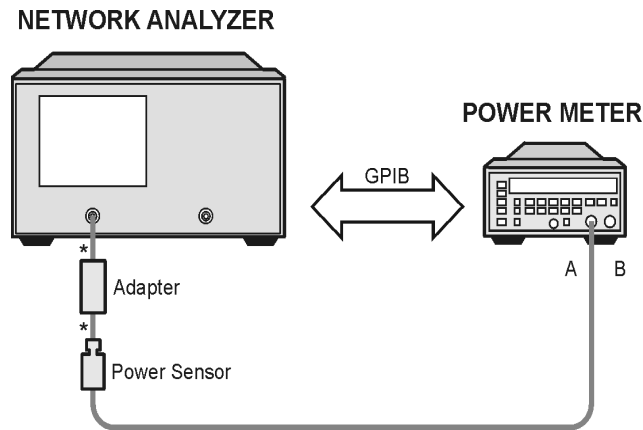 NETWORK ANALYZER
POWER METER
GPIB
A B
*
Adapter
*
Power Sensor